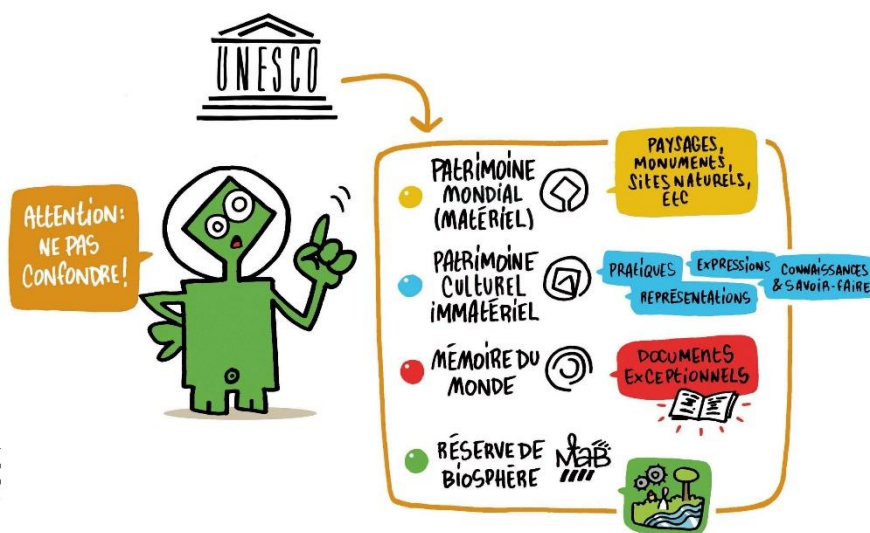 UNESCO
ATTENTION:
NE PAS
CONFONDRE!
PATRIMOINE
MONDIAL
(MATÉRIEL)
PAYSAGES,
MONUMENTS,
SITES NATURELS,
ETC
PATRIMOINE
CULTUREL
IMMATÉRIEL
PRATIQUES
EXPRESSIONS
CONNAISSANCES
& SAVOIR-FAIRE
REPRÉSENTATIONS
MÉMOIRE DU
MONDE
DOCUMENTS
EXCEPTIONNELS
RÉSERVE DE
BIOSPHÈRE
MaB